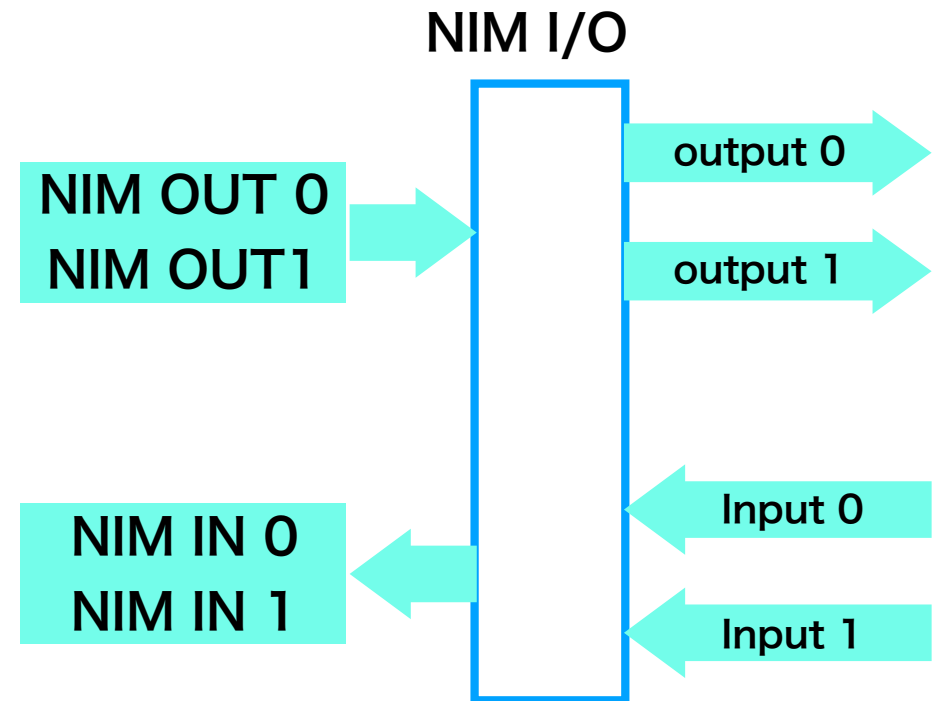 NIM I/O
NIM OUT 0
NIM OUT1
output 0
output 1
NIM IN 0
NIM IN 1
Input 0
Input 1